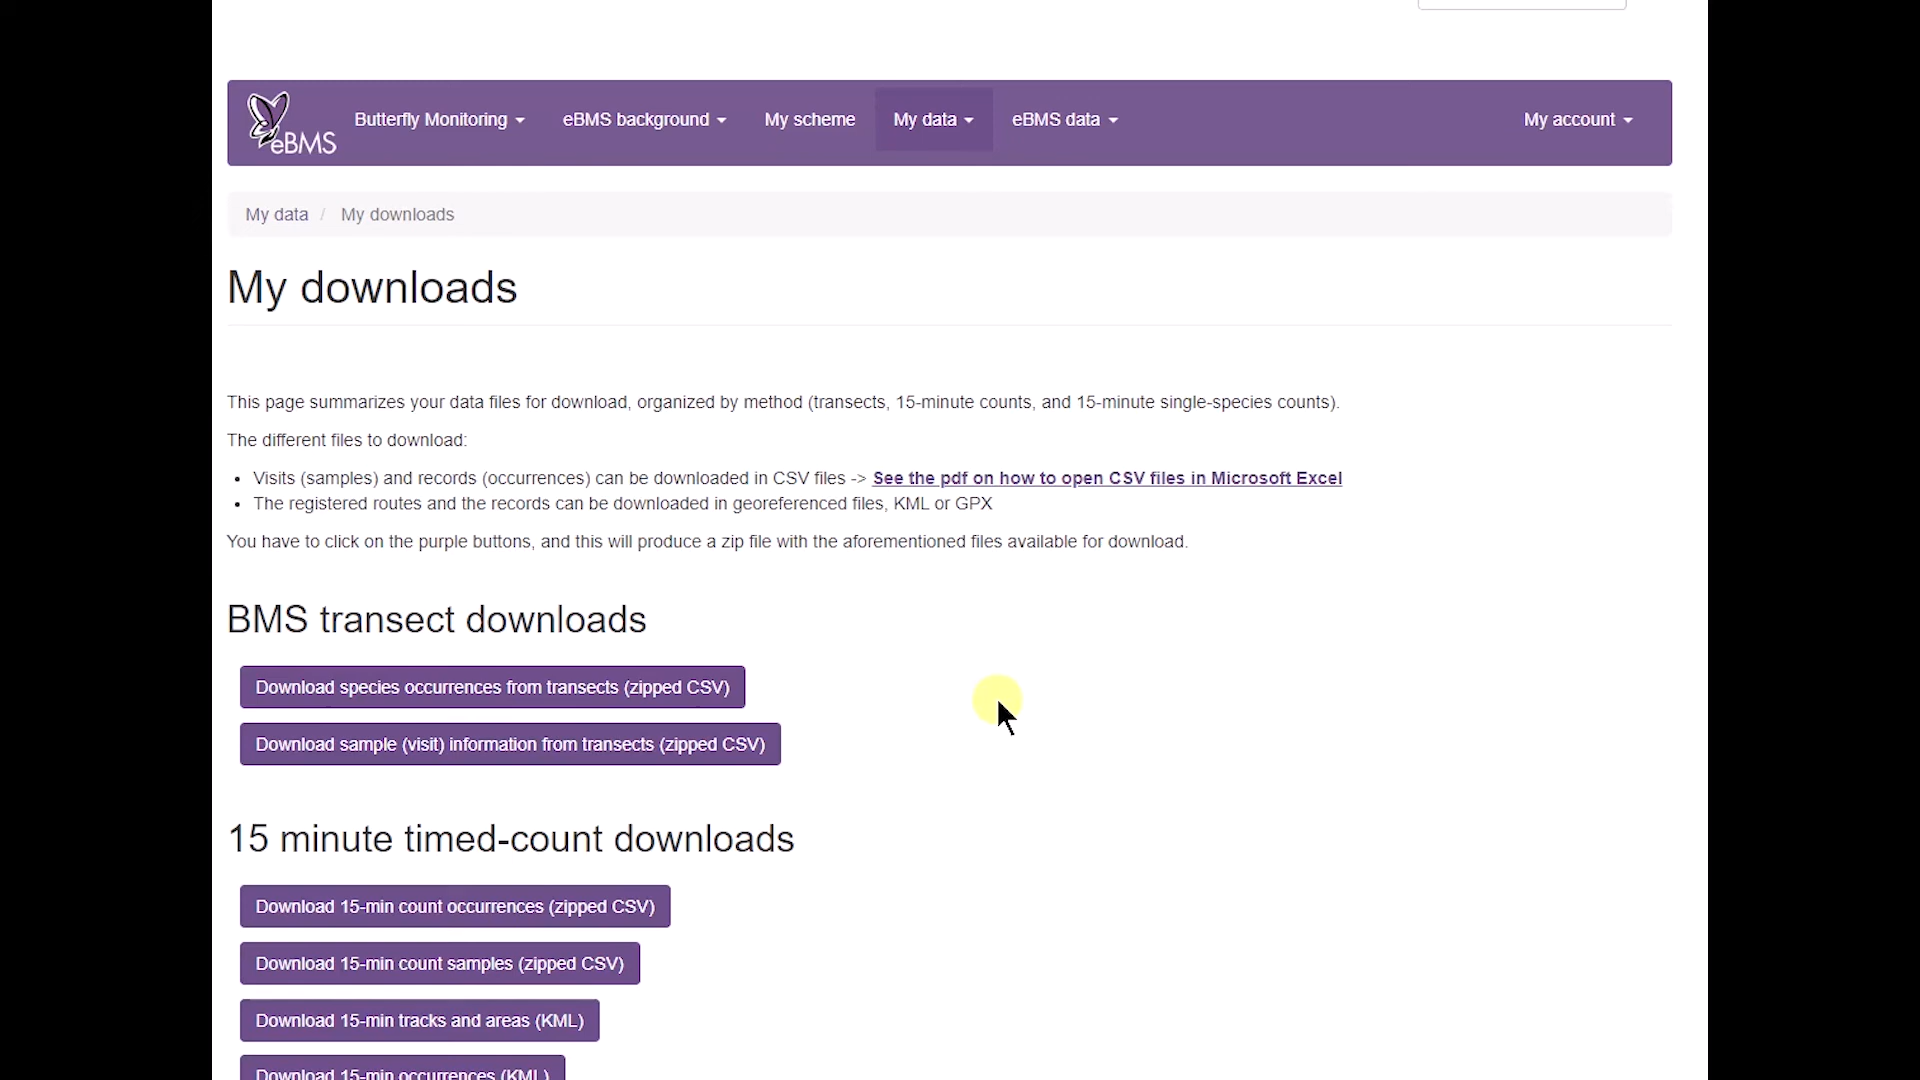 eBMS
Butterfly Monitoring
eBMS background
My scheme
My data
eBMS data
My account
My data / My downloads
My downloads
This page summarizes your data files for download, organized by method (transects, 15-minute counts, and 15-minute single-species counts).
The different files to download:
• Visits (samples) and records (occurrences) can be downloaded in CSV files -> See the pdf on how to open CSV files in Microsoft Excel
• The registered routes and the records can be downloaded in georeferenced files, KML or GPX
You have to click on the purple buttons, and this will produce a zip file with the aforementioned files available for download.
BMS transect downloads
Download species occurrences from transects (zipped CSV)
Download sample (visit) information from transects (zipped CSV)
15 minute timed-count downloads
Download 15-min count occurrences (zipped CSV)
Download 15-min count samples (zipped CSV)
Download 15-min tracks and areas (KML)
Download 15-min occurrences (KML)